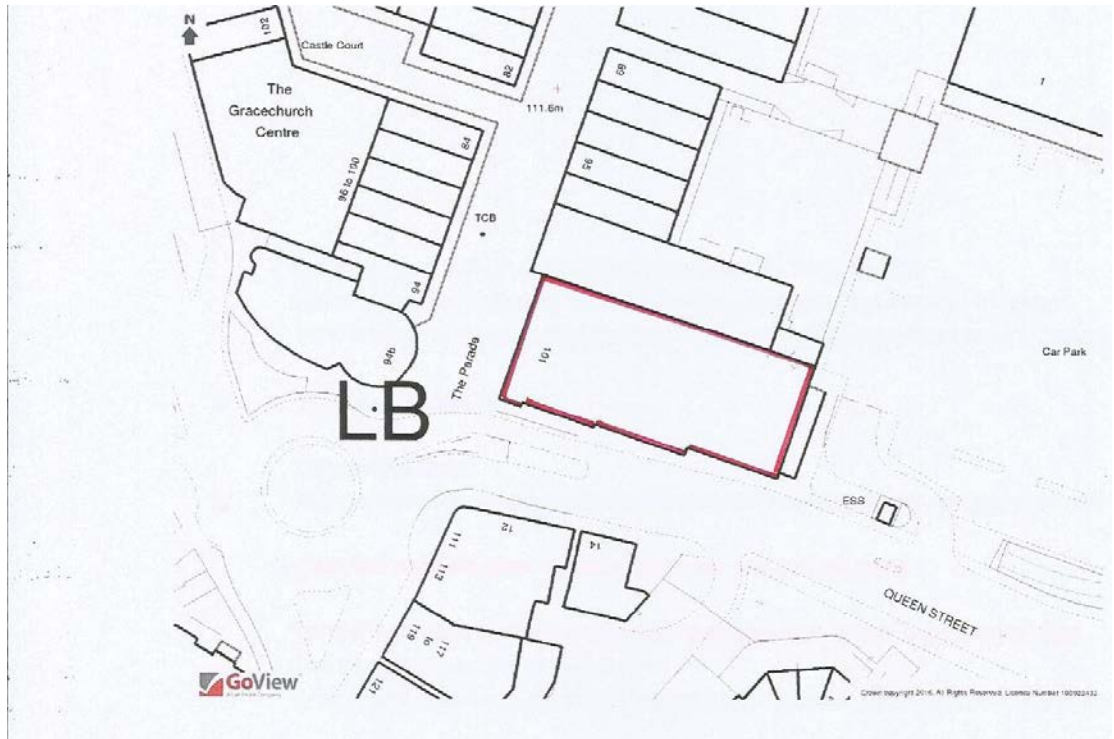 N
102
Castle Court
82
The
Gracechurch
Centre
111.6m
89
1
84
96 to 100
95
TCB
94
94b
The Parade
101
Car Park
L B
ESS
12
14
111
113
QUEEN STREET
117
to
119
121
GoView
Crown copyright 2016. All Rights Reserved. Licence Number